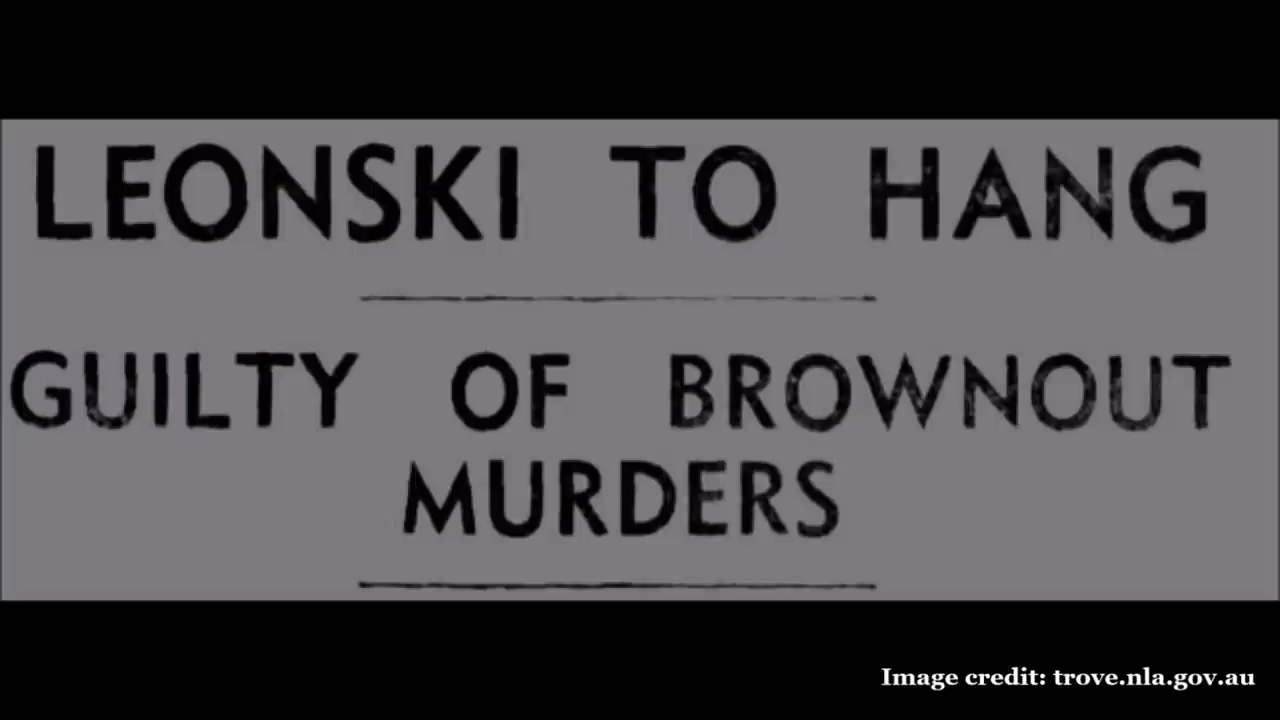 LEONSKI TO HANG
GUILTY OF BROWNOUT
MURDERS
Image credit: trove.nla.gov.au